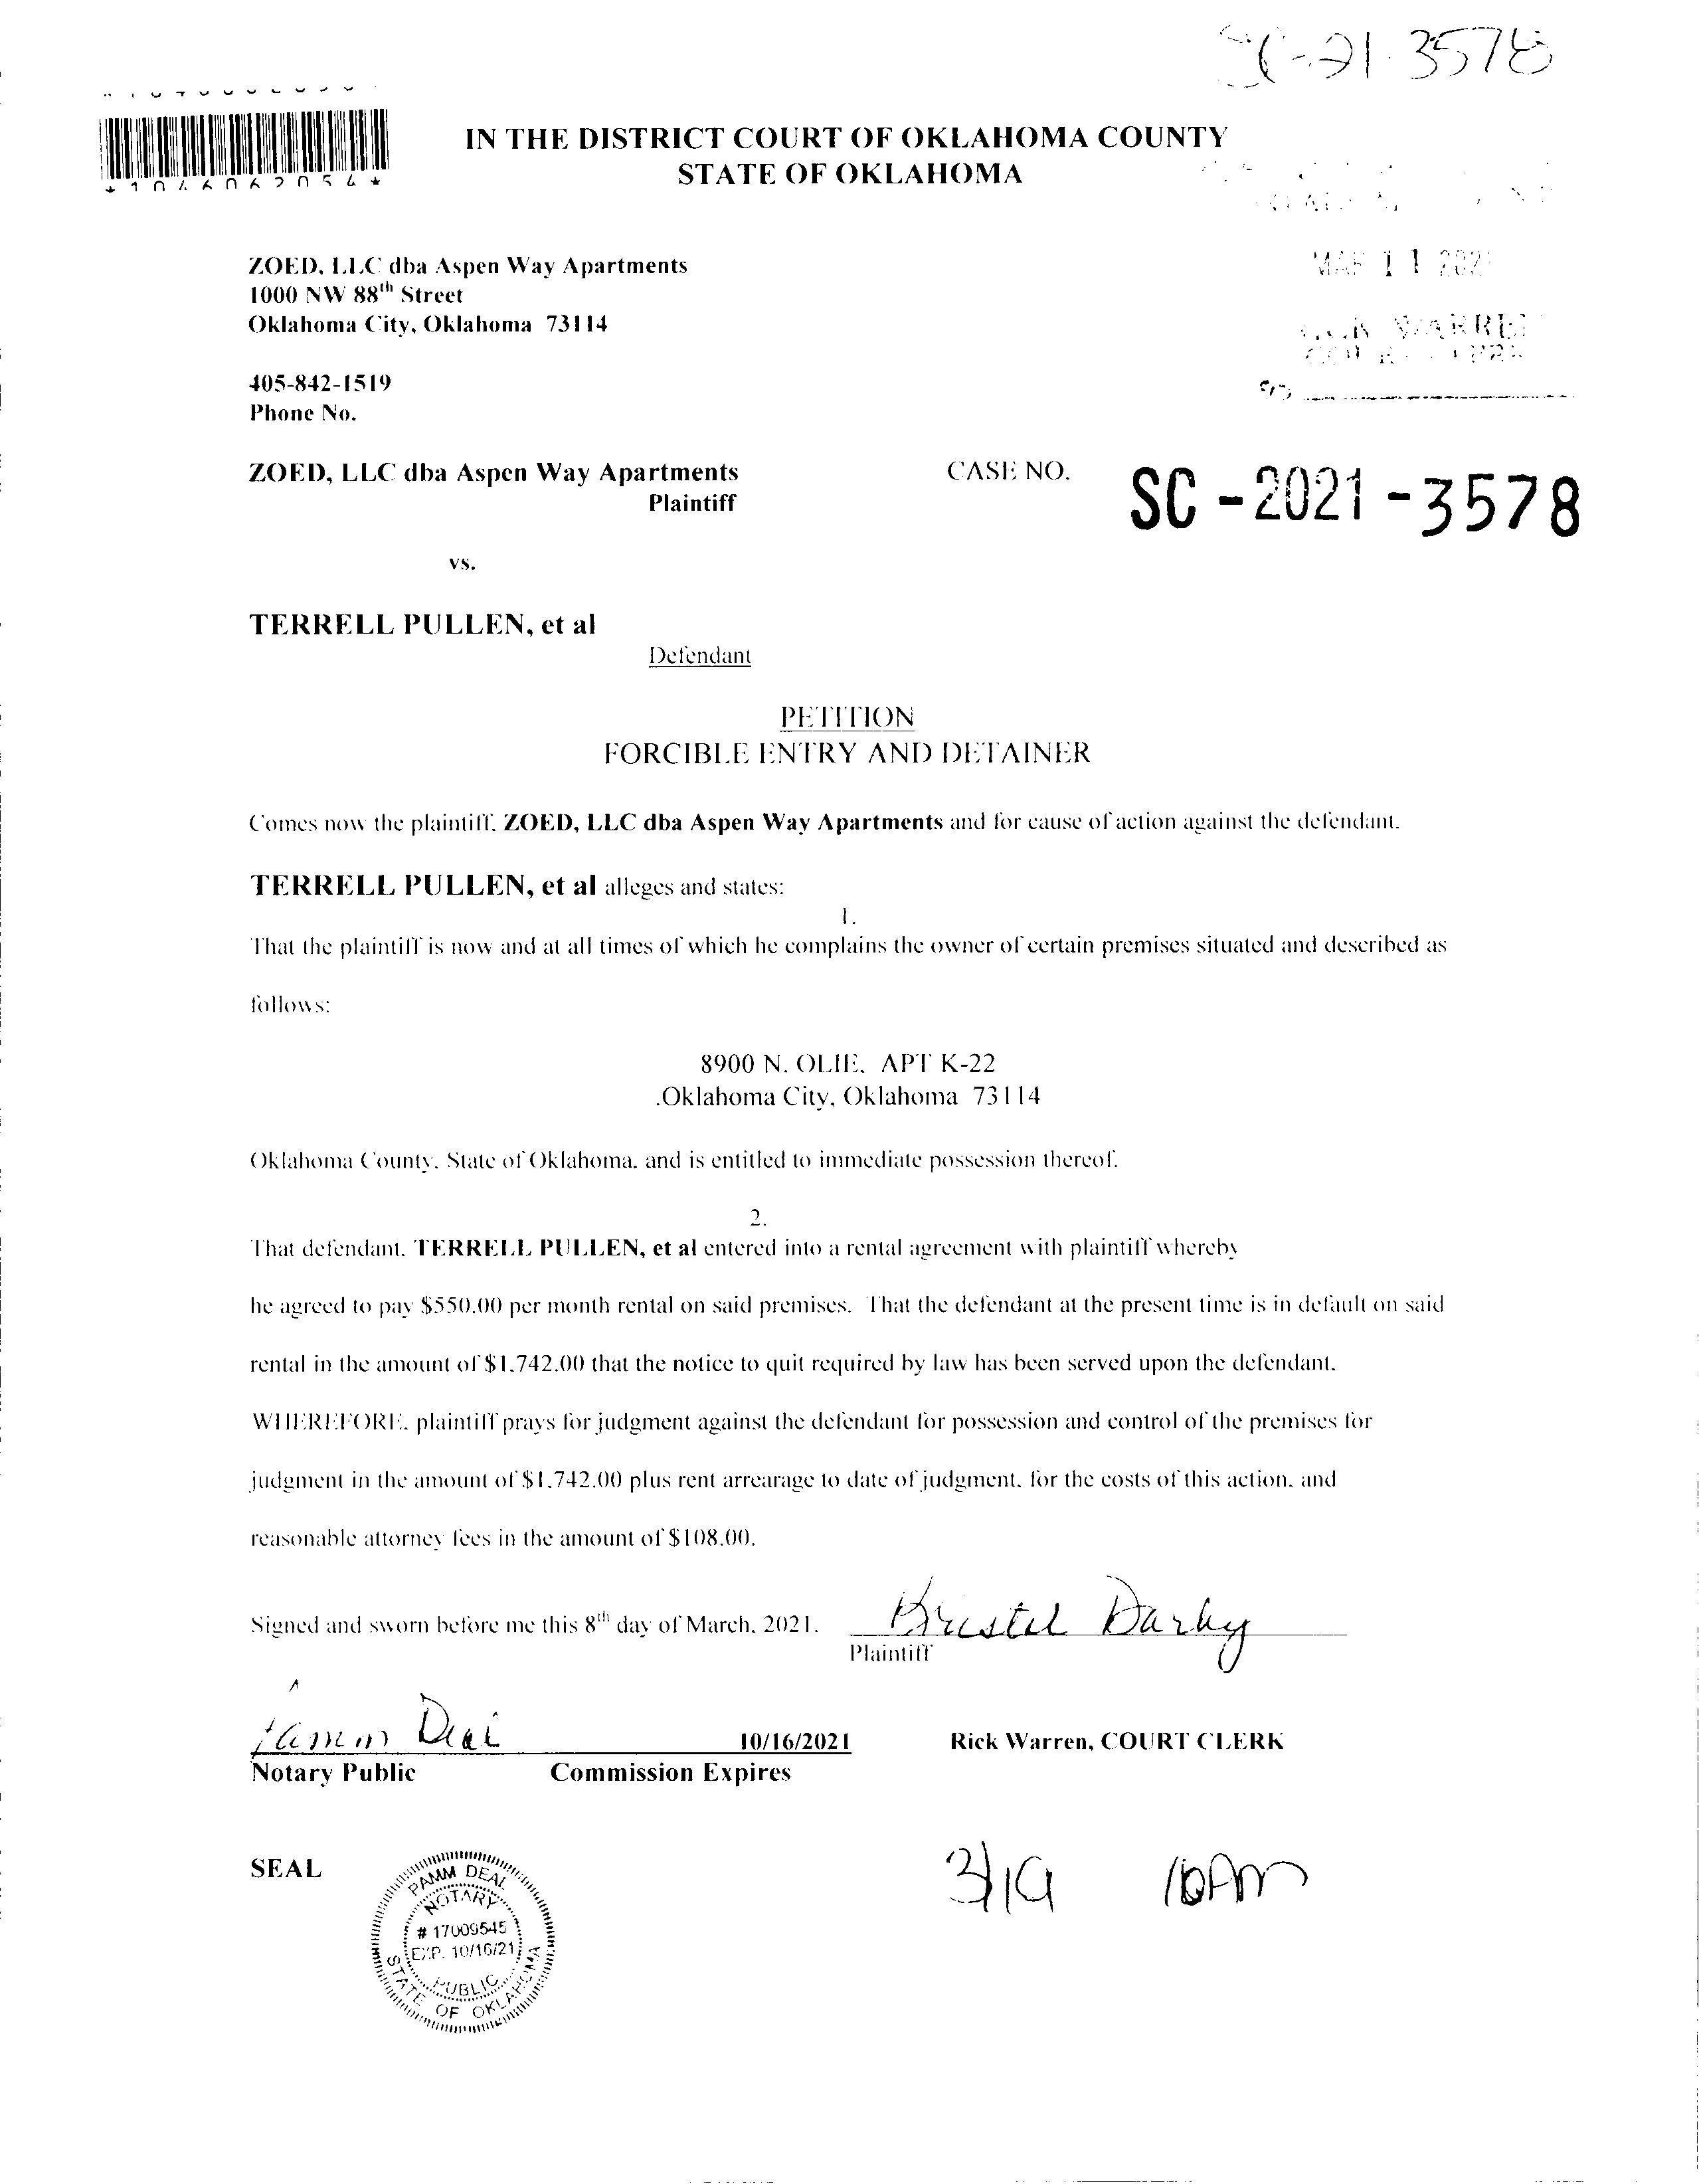 SC-21-3578
IN THE DISTRICT COURT OF OKLAHOMA COUNTY
STATE OF OKLAHOMA
ZOED, LLC dba Aspen Way Apartments
1000 NW 88th Street
Oklahoma City, Oklahoma 73114
MAR 11 202
WARRE
405-842-1519
Phone No.
ZOED, LLC dba Aspen Way Apartments
Plaintiff
CASE NO. SC-2021-3578
vs.
TERRELL PULLEN, et al
Defendant
PETITION
FORCIBLE ENTRY AND DETAINER
Comes now the plaintiff, ZOED, LLC dba Aspen Way Apartments and for cause of action against the defendant.
TERRELL PULLEN, et al alleges and states:
1.
That the plaintiff is now and at all times of which he complains the owner of certain premises situated and described as
follows:
8900 N. OLIE, APT K-22
.Oklahoma City, Oklahoma 73114
Oklahoma County, State of Oklahoma, and is entitled to immediate possession thereof.
2.
That defendant, TERRELL PULLEN, et al entered into a rental agreement with plaintiff whereby
he agreed to pay $550.00 per month rental on said premises. That the defendant at the present time is in default on said
rental in the amount of $1,742.00 that the notice to quit required by law has been served upon the defendant.
WHEREFORE, plaintiff prays for judgment against the defendant for possession and control of the premises for
judgment in the amount of $1,742.00 plus rent arrearage to date of judgment, for the costs of this action, and
reasonable attorney fees in the amount of $108.00.
Signed and sworn before me this 8th day of March, 2021.
Kristel Darby
Plaintiff
Pamm Deal
10/16/2021
Rick Warren, COURT CLERK
Notary Public
Commission Expires
SEAL
PAMM DEAL
NOTARY
# 17009545
EXP. 10/16/21
PUBLIC
STATE OF OKLAHOMA
3/19 10AM